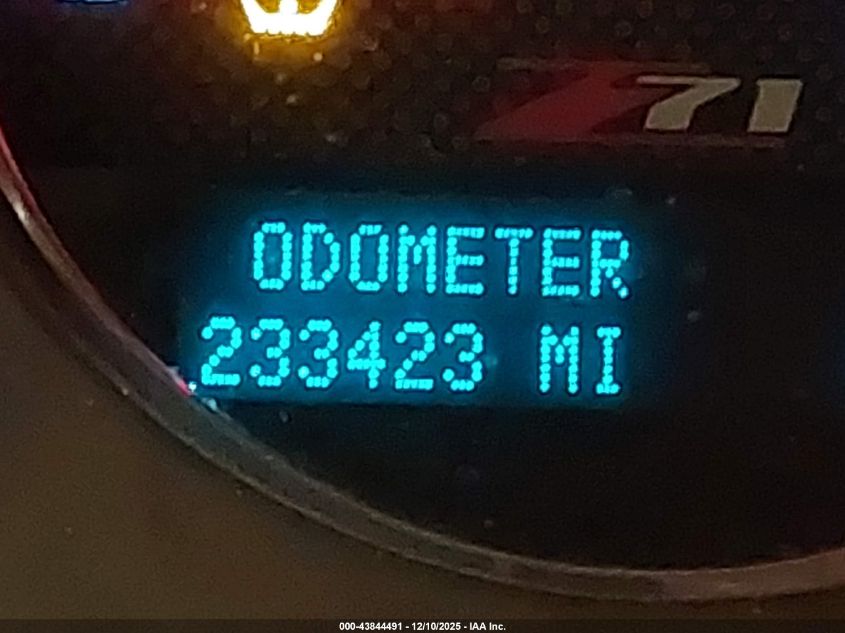 Z71
ODOMETER
233423 MI
000-43844491 - 12/10/2025 - IAA Inc.